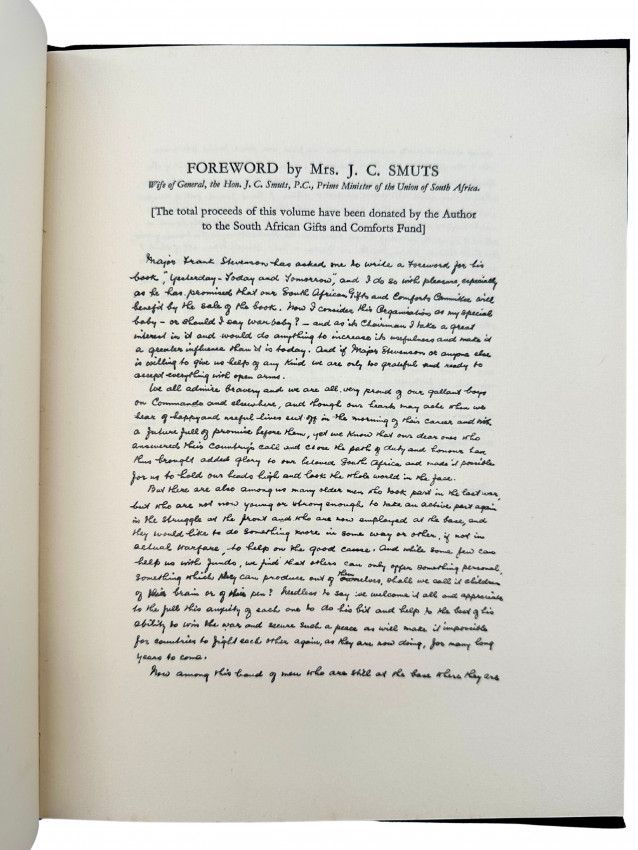 FOREWORD by Mrs. J. C. SMUTS
Wife of General, the Hon. J. C. Smuts, P.C., Prime Minister of the Union of South Africa.
[The total proceeds of this volume have been donated by the Author
to the South African Gifts and Comforts Fund]
Major Frank Stevenson has asked me to write a Foreword for his
book, "Yesterday-Today and Tomorrow", and I do so with pleasure, especially
as he has promised that our South African Gifts and Comforts Committee will
benefit by the sale of the book. Now I consider this Organisation as my special
baby - or should I say war baby? - and as its Chairman I take a great
interest in it and would do anything to increase its usefulness and make it
a greater influence than it is today. And if Major Stevenson or anyone else
is willing to give us help of any kind we are only too grateful and ready to
accept everything with open arms.
We all admire bravery and we are all very proud of our gallant boys
on Commando and elsewhere, and though our hearts may ache when we
hear of happy and useful lives cut off in the morning of their career and with
a future full of promise before them, yet we know that our dear ones who
answered their Country's call and chose the path of duty and honour had
thus brought added glory to our beloved South Africa and made it possible
for us to hold our heads high and look the whole world in the face.
But there are also among us many older men who took part in the last war,
but who are not now young or strong enough to take an active part again
in the struggle at the front and who are now employed at the base, and
they would like to do something more in some way or other, if not in
actual warfare, to help on the good cause. And while some few can
help us with funds, we find that others can only offer something personal,
something which they can produce out of themselves, shall we call it children
of their brain or of their pen? Needless to say we welcome it all and appreciate
to the full this anxiety of each one to do his bit and help to the best of his
ability to win the war and secure such a peace as will make it impossible
for countries to fight each other again, as they are now doing, for many long
years to come.
Now among this band of men who are still at the base where they are